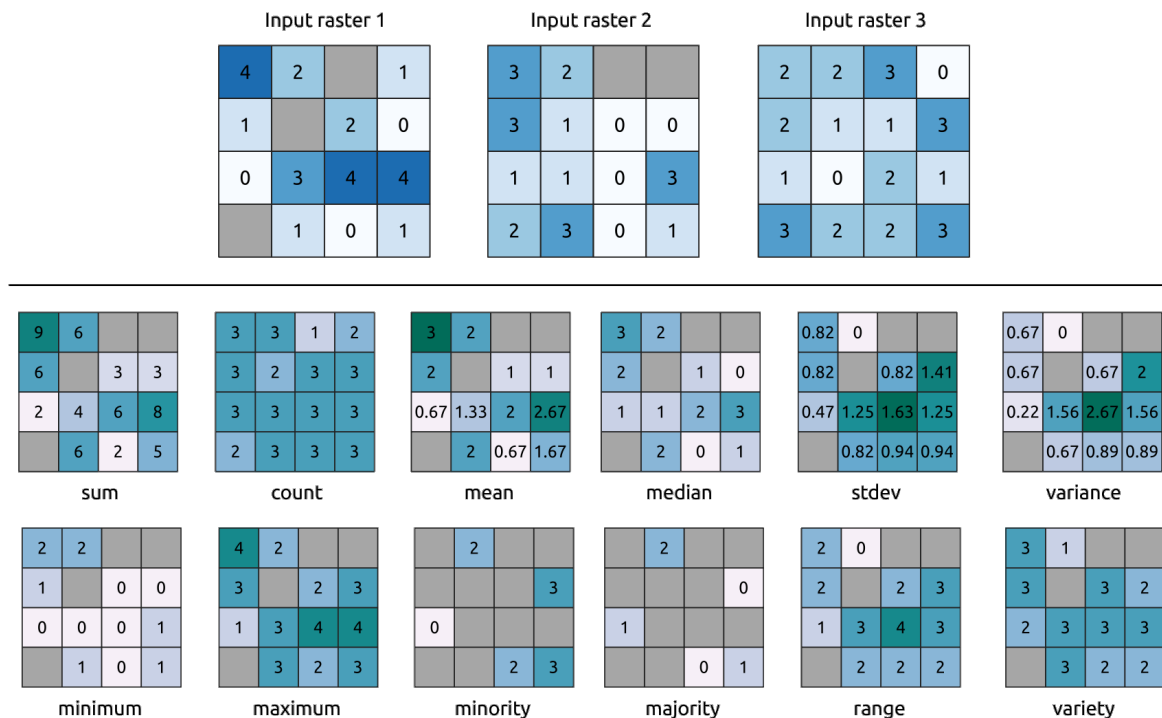 Input raster 1 Input raster 2 Input raster 3
4 2 1 3 2 2 2 3 0
1 2 0 3 1 0 0 2 1 1 3
0 3 4 4 1 1 0 3 1 0 2 1
1 0 1 2 3 0 1 3 2 2 3
9 6 3 3 1 2 3 2 3 2 0.82 0 0.67 0
6 3 3 3 2 3 3 2 1 1 2 1 0 0.82 0.82 1.41 0.67 0.67 2
2 4 6 8 3 3 3 3 0.67 1.33 2 2.67 1 1 2 3 0.47 1.25 1.63 1.25 0.22 1.56 2.67 1.56
6 2 5 2 3 3 3 2 0.67 1.67 2 0 1 0.82 0.94 0.94 0.67 0.89 0.89
sum count mean median stdev variance
2 2 4 2 2 2 2 0 3 1
1 0 0 3 2 3 3 0 2 2 3 3 3 2
0 0 0 1 1 3 4 4 0 1 1 3 4 3 2 3 3 3
1 0 1 3 2 3 2 3 0 1 2 2 2 3 2 2
minimum maximum minority majority range variety